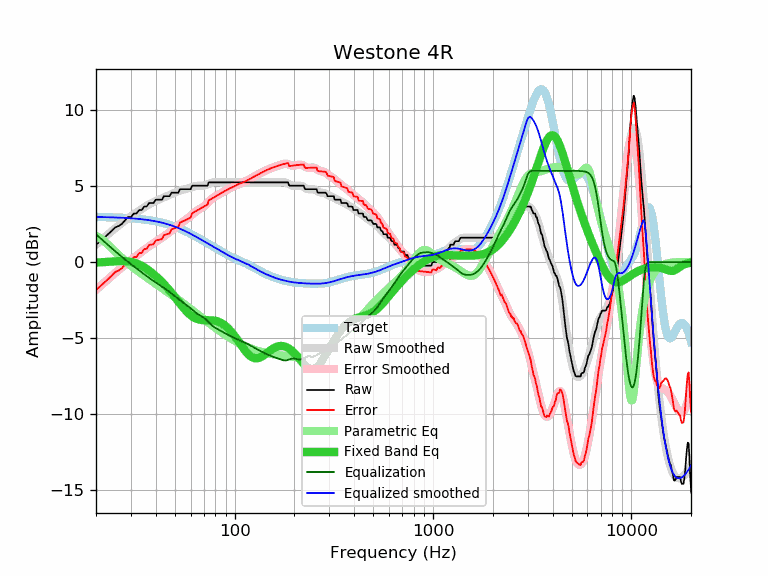 Westone 4R
Amplitude (dBr)
10
5
0
−5
−10
−15
Target
Raw Smoothed
Error Smoothed
Raw
Error
Parametric Eq
Fixed Band Eq
Equalization
Equalized smoothed
100
1000
10000
Frequency (Hz)